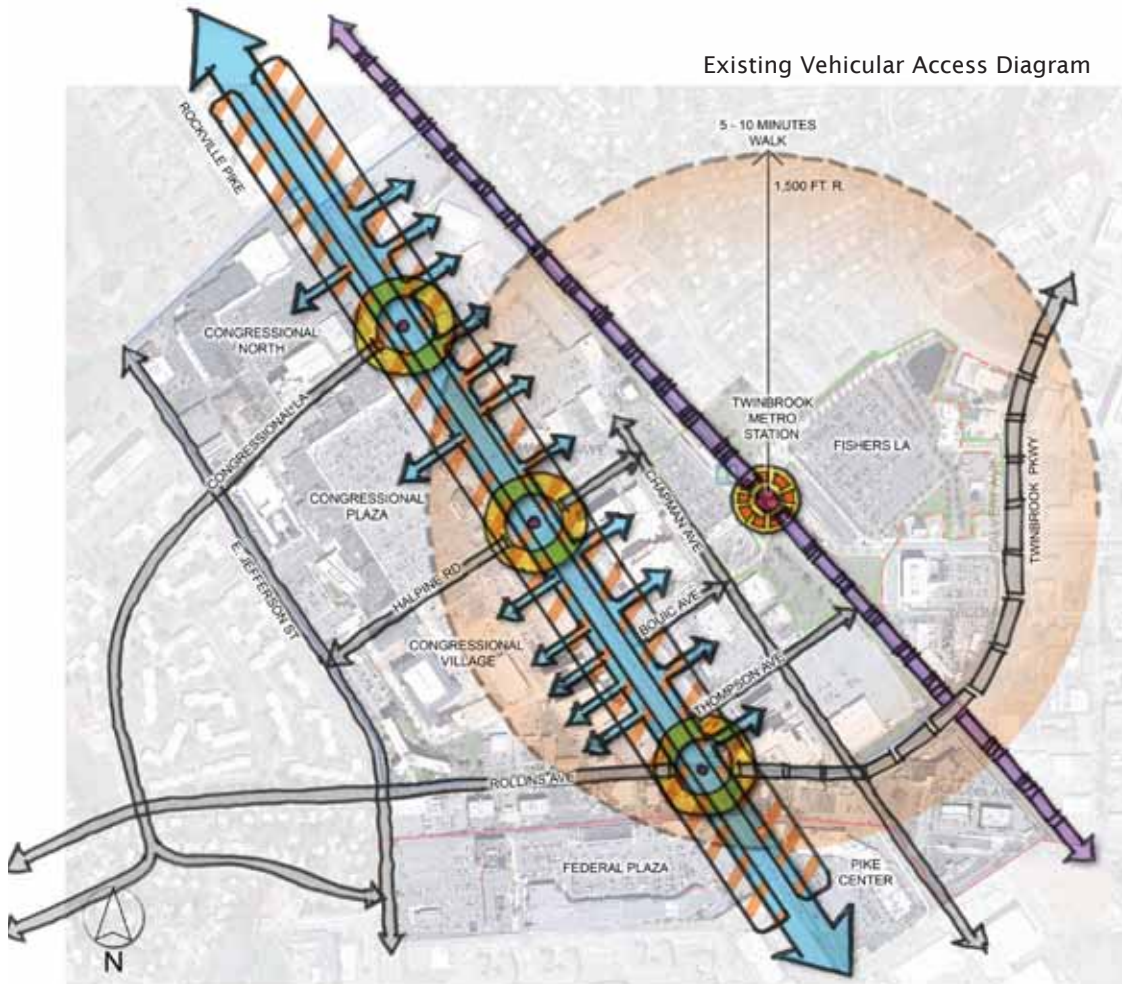 Existing Vehicular Access Diagram
5 - 10 MINUTES
WALK
1,500 FT. R.
ROCKVILLE PIKE
CONGRESSIONAL
NORTH
CONGRESSIONAL LA
TWINBROOK
METRO
STATION
FISHERS LA
CONGRESSIONAL
PLAZA
CHAPMAN AVE
TWINBROOK PKWY
E. JEFFERSON ST
HALPINE RD
BOUIC AVE
CONGRESSIONAL
VILLAGE
THOMPSON AVE
ROLLINS AVE
FEDERAL PLAZA
PIKE
CENTER
N